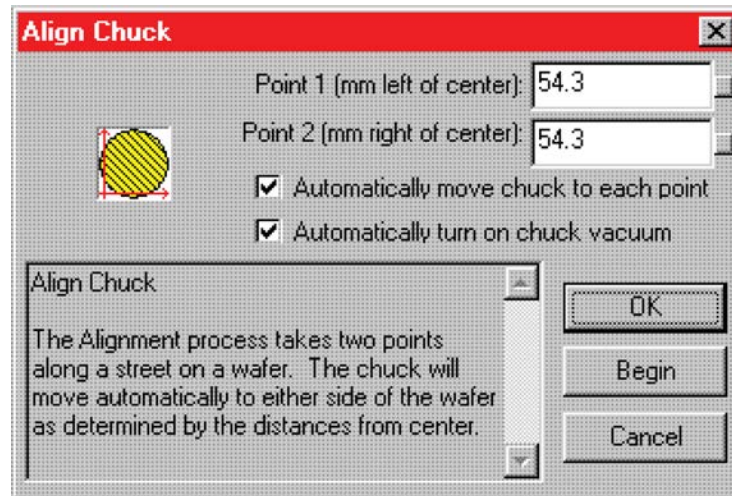 Align Chuck
Point 1 (mm left of center): 54.3
Point 2 (mm right of center): 54.3
Automatically move chuck to each point
Automatically turn on chuck vacuum
Align Chuck
The Alignment process takes two points
along a street on a wafer. The chuck will
move automatically to either side of the wafer
as determined by the distances from center.
OK
Begin
Cancel